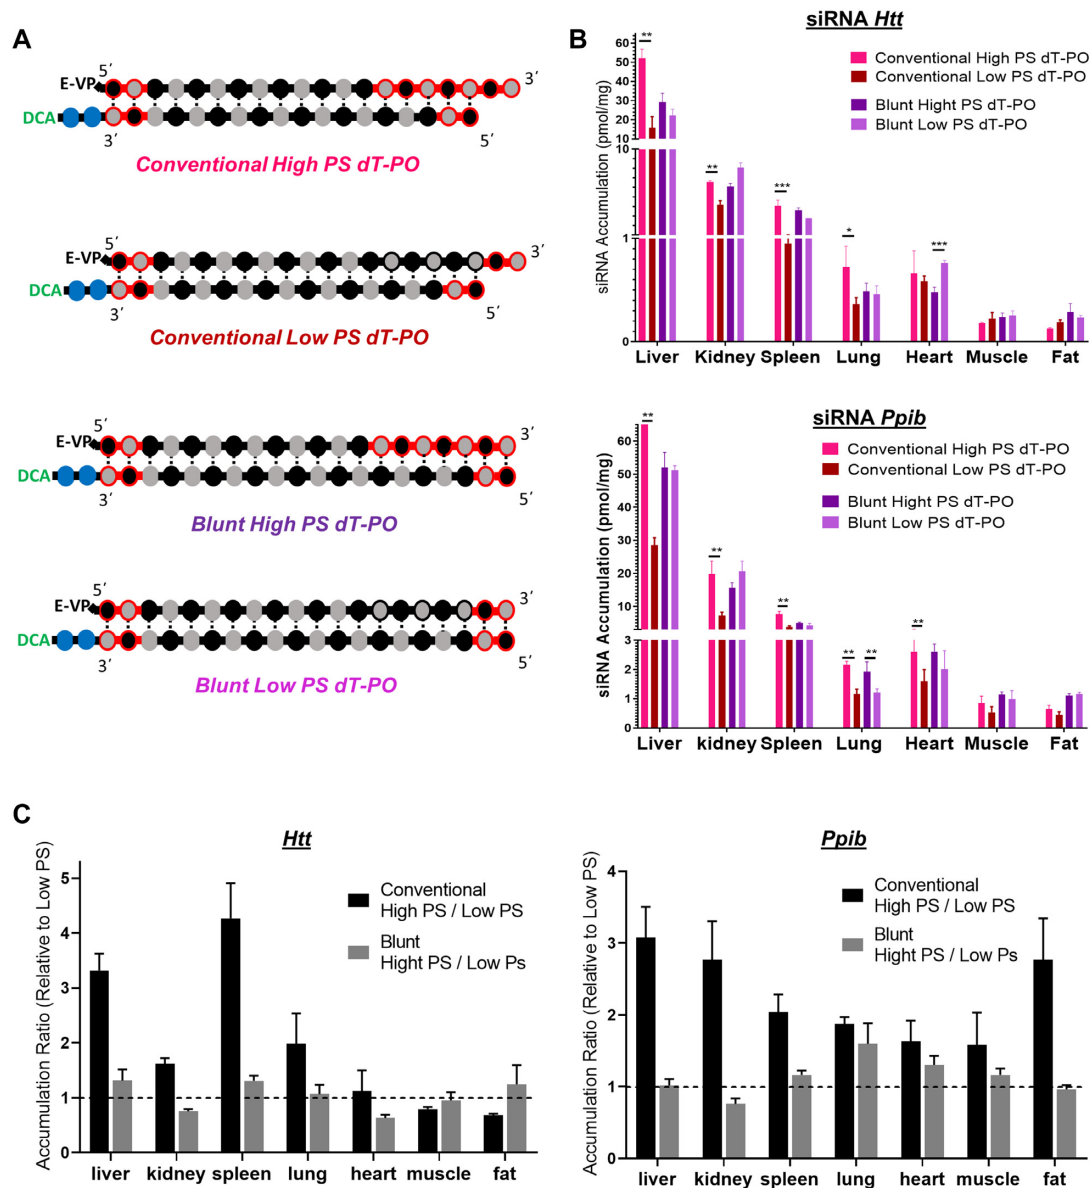 A
5′
E-VP
3′
DCA
3′
5′
Conventional High PS dT-PO
5′
E-VP
3′
DCA
3′
5′
Conventional Low PS dT-PO
5′
E-VP
3′
DCA
3′
5′
Blunt High PS dT-PO
5′
E-VP
3′
DCA
3′
5′
Blunt Low PS dT-PO
B
siRNA Htt
siRNA Accumulation (pmol/mg)
60
50
40
30
20
10
10
1
0
**
**
***
*
***
Conventional High PS dT-PO
Conventional Low PS dT-PO
Blunt Hight PS dT-PO
Blunt Low PS dT-PO
Liver Kidney Spleen Lung Heart Muscle Fat
siRNA Ppib
siRNA Accumulation (pmol/mg)
60
50
40
30
20
10
3
2
1
0
**
**
**
** **
**
Conventional High PS dT-PO
Conventional Low PS dT-PO
Blunt Hight PS dT-PO
Blunt Low PS dT-PO
Liver kidney Spleen Lung Heart Muscle Fat
C
Htt
Accumulation Ratio (Relative to Low PS)
5
4
3
2
1
0
Conventional
High PS / Low PS
Blunt
Hight PS / Low Ps
liver kidney spleen lung heart muscle fat
Ppib
Accumulation Ratio (Relative to Low PS)
4
3
2
1
0
Conventional
High PS / Low PS
Blunt
Hight PS / Low Ps
liver kidney spleen lung heart muscle fat